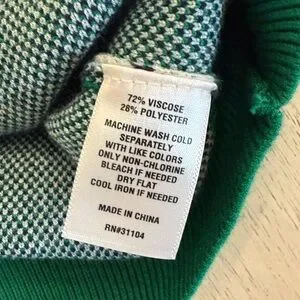 72% VISCOSE
28% POLYESTER
MACHINE WASH COLD
SEPARATELY
WITH LIKE COLORS
ONLY NON-CHLORINE
BLEACH IF NEEDED
DRY FLAT
COOL IRON IF NEEDED
MADE IN CHINA
RN#31104